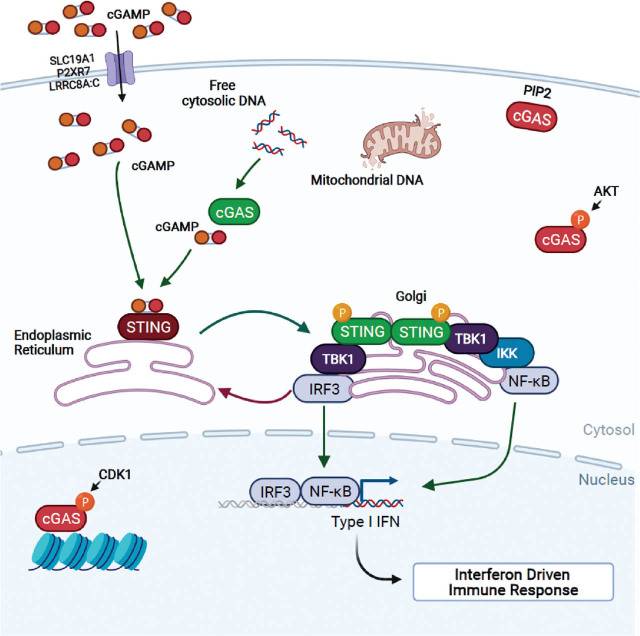 cGAMP
SLC19A1
P2XR7
LRRC8A:C
Free
cytosolic DNA
PIP2
cGAS
cGAMP
Mitochondrial DNA
cGAS
cGAMP
AKT
P
cGAS
STING
Endoplasmic
Reticulum
Golgi
P
P
STING
STING
TBK1
TBK1
IKK
IRF3
NF-κB
Cytosol
Nucleus
CDK1
P
cGAS
IRF3
NF-κB
Type I IFN
Interferon Driven
Immune Response